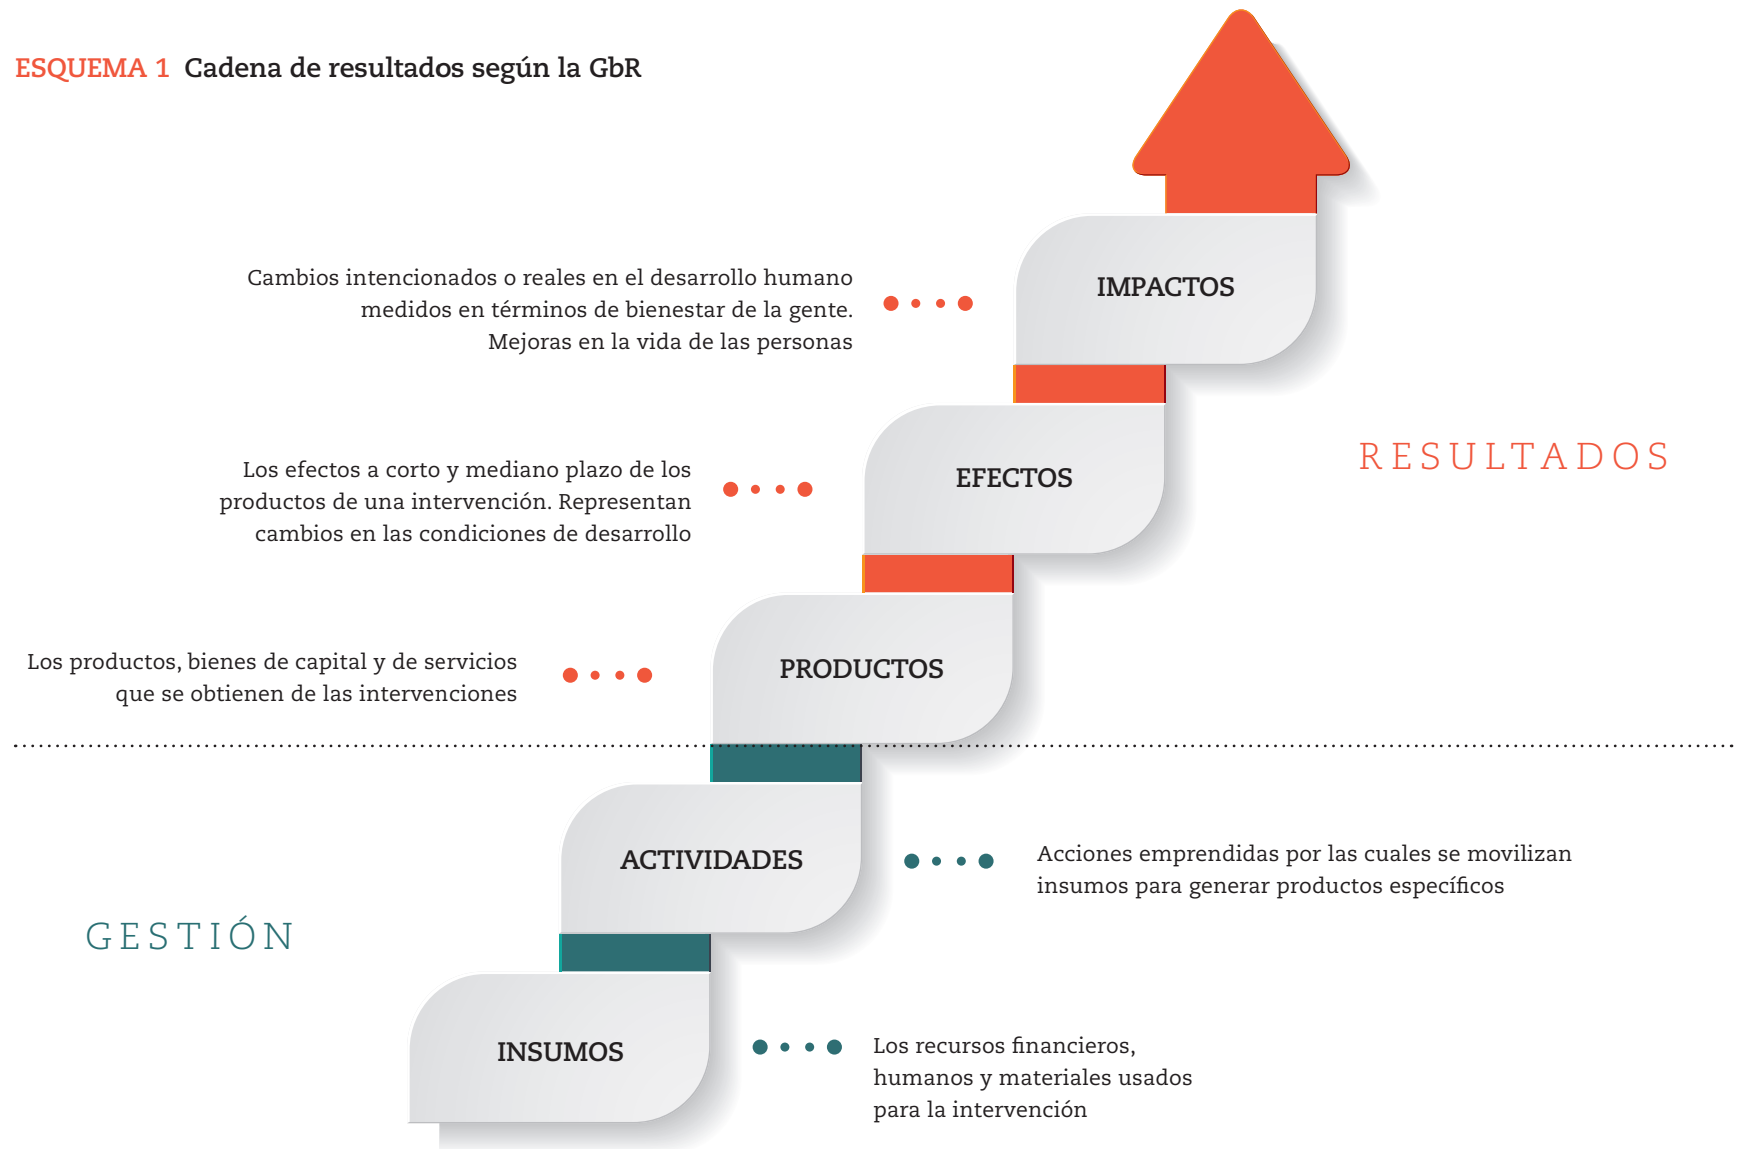 ESQUEMA 1 Cadena de resultados según la GbR
Cambios intencionados o reales en el desarrollo humano
medidos en términos de bienestar de la gente.
Mejoras en la vida de las personas
IMPACTOS
RESULTADOS
Los efectos a corto y mediano plazo de los
productos de una intervención. Representan
cambios en las condiciones de desarrollo
EFECTOS
Los productos, bienes de capital y de servicios
que se obtienen de las intervenciones
PRODUCTOS
ACTIVIDADES
Acciones emprendidas por las cuales se movilizan
insumos para generar productos específicos
GESTIÓN
INSUMOS
Los recursos financieros,
humanos y materiales usados
para la intervención